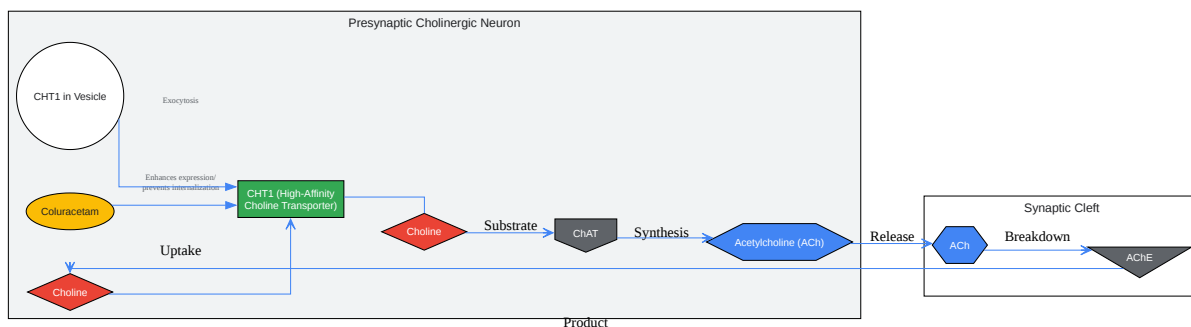 Presynaptic Cholinergic Neuron
CHT1 in Vesicle
Exocytosis
Enhances expression/
prevents internalization
CHT1 (High-Affinity
Choline Transporter)
Coluracetam
Choline
Substrate
ChAT
Synthesis
Acetylcholine (ACh)
Release
Synaptic Cleft
ACh
Breakdown
AChE
Uptake
Choline
Product